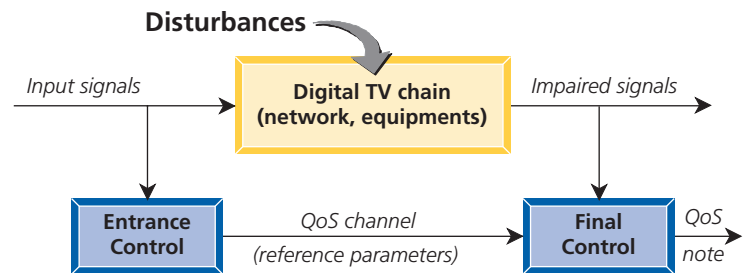 Disturbances
Input signals
Digital TV chain
(network, equipments)
Impaired signals
Entrance
Control
QoS channel
(reference parameters)
Final
Control
QoS
note